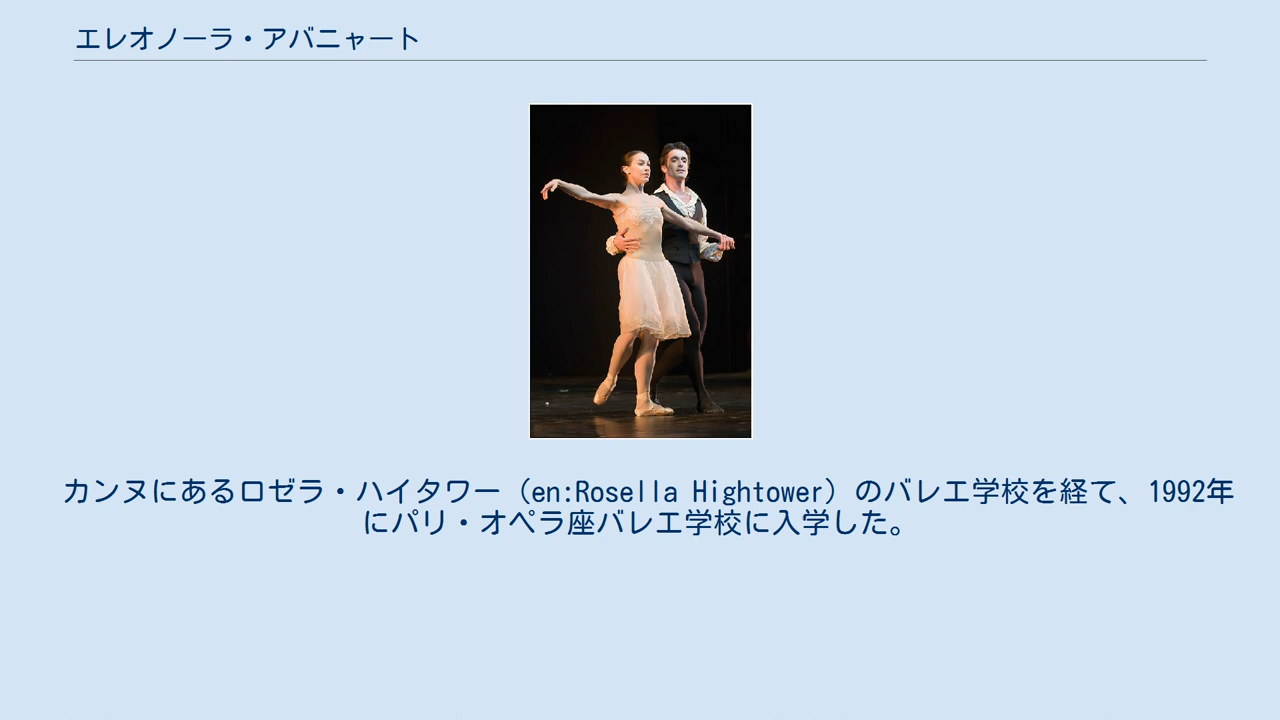 エレオノーラ・アバニャート
カンヌにあるロゼラ・ハイタワー（en:Rosella Hightower）のバレエ学校を経て、1992年
にパリ・オペラ座バレエ学校に入学した。